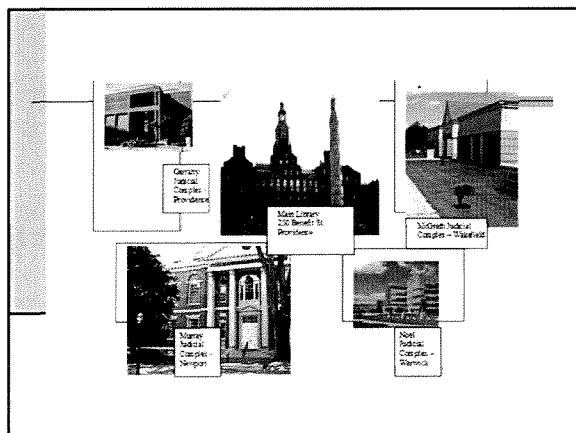 Garrahy
Judicial
Complex -
Providence
Main Library
250 Benefit St.
Providence
McGrath Judicial
Complex – Wakefield
Murray
Judicial
Complex -
Newport
Noel
Judicial
Complex –
Warwick